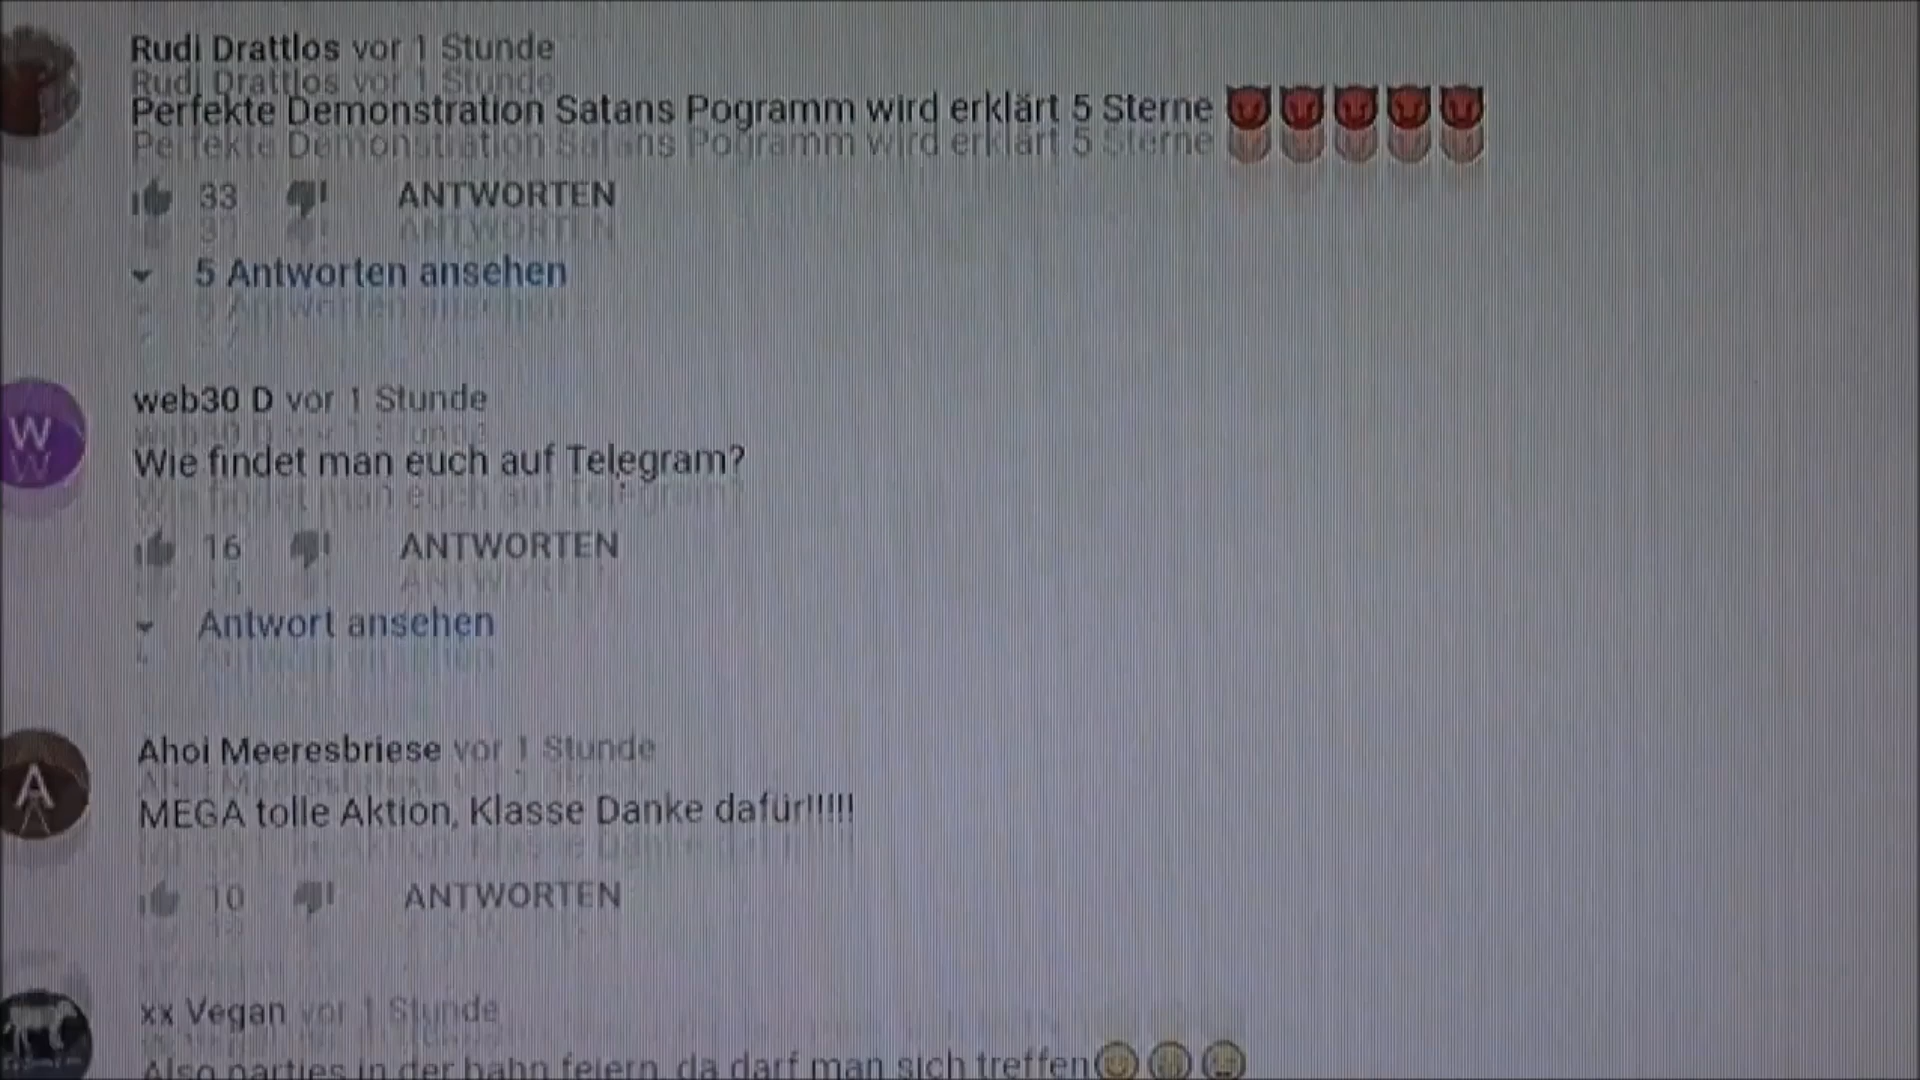 Rudi Drattlos vor 1 Stunde
Perfekte Demonstration Satans Pogramm wird erklärt 5 Sterne 👿👿👿👿👿
33 ANTWORTEN
5 Antworten ansehen
W
web30 D vor 1 Stunde
Wie findet man euch auf Telegram?
16 ANTWORTEN
Antwort ansehen
A
Ahoi Meeresbriese vor 1 Stunde
MEGA tolle Aktion, Klasse Danke dafür!!!!!
10 ANTWORTEN
xx Vegan vor 1 Stunde
Also parties in der bahn feiern, da darf man sich treffen